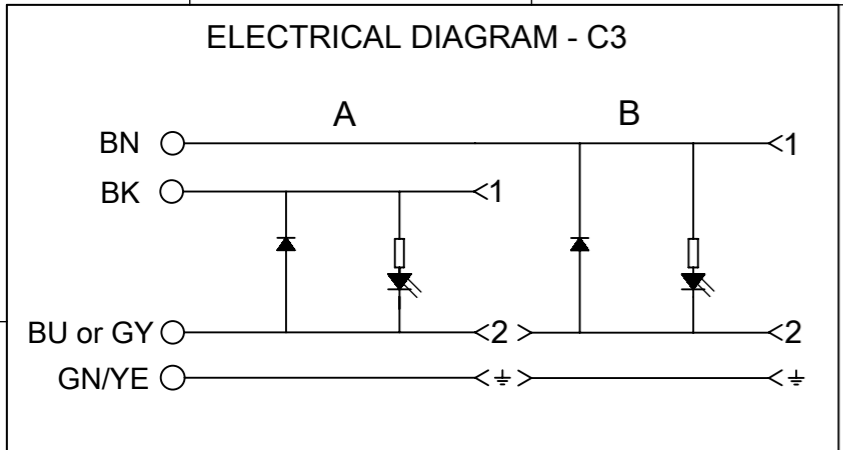 ELECTRICAL DIAGRAM - C3
A B
BN 1
BK 1
BU or GY 2 2
GN/YE